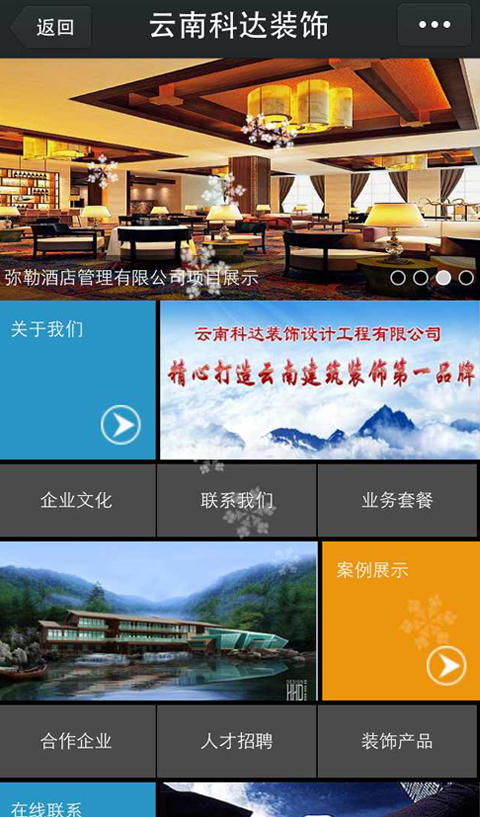 返回
云南科达装饰
弥勒酒店管理有限公司项目展示
关于我们
云南科达装饰设计工程有限公司
精心打造云南建筑装饰第一品牌
企业文化
联系我们
业务套餐
案例展示
DESIGN
HHD
合作企业
人才招聘
装饰产品
在线联系